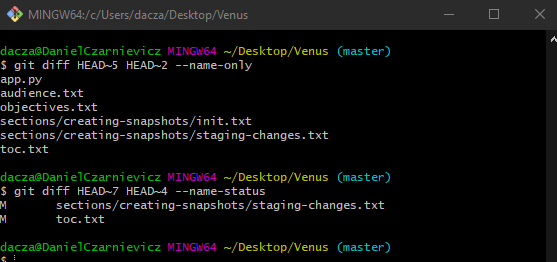 MINGW64:/c/Users/dacza/Desktop/Venus
dacza@DanielCzarnievicz MINGW64 ~/Desktop/Venus (master)
$ git diff HEAD~5 HEAD~2 --name-only
app.py
audience.txt
objectives.txt
sections/creating-snapshots/init.txt
sections/creating-snapshots/staging-changes.txt
toc.txt
dacza@DanielCzarnievicz MINGW64 ~/Desktop/Venus (master)
$ git diff HEAD~7 HEAD~4 --name-status
M       sections/creating-snapshots/staging-changes.txt
M       toc.txt
dacza@DanielCzarnievicz MINGW64 ~/Desktop/Venus (master)
$